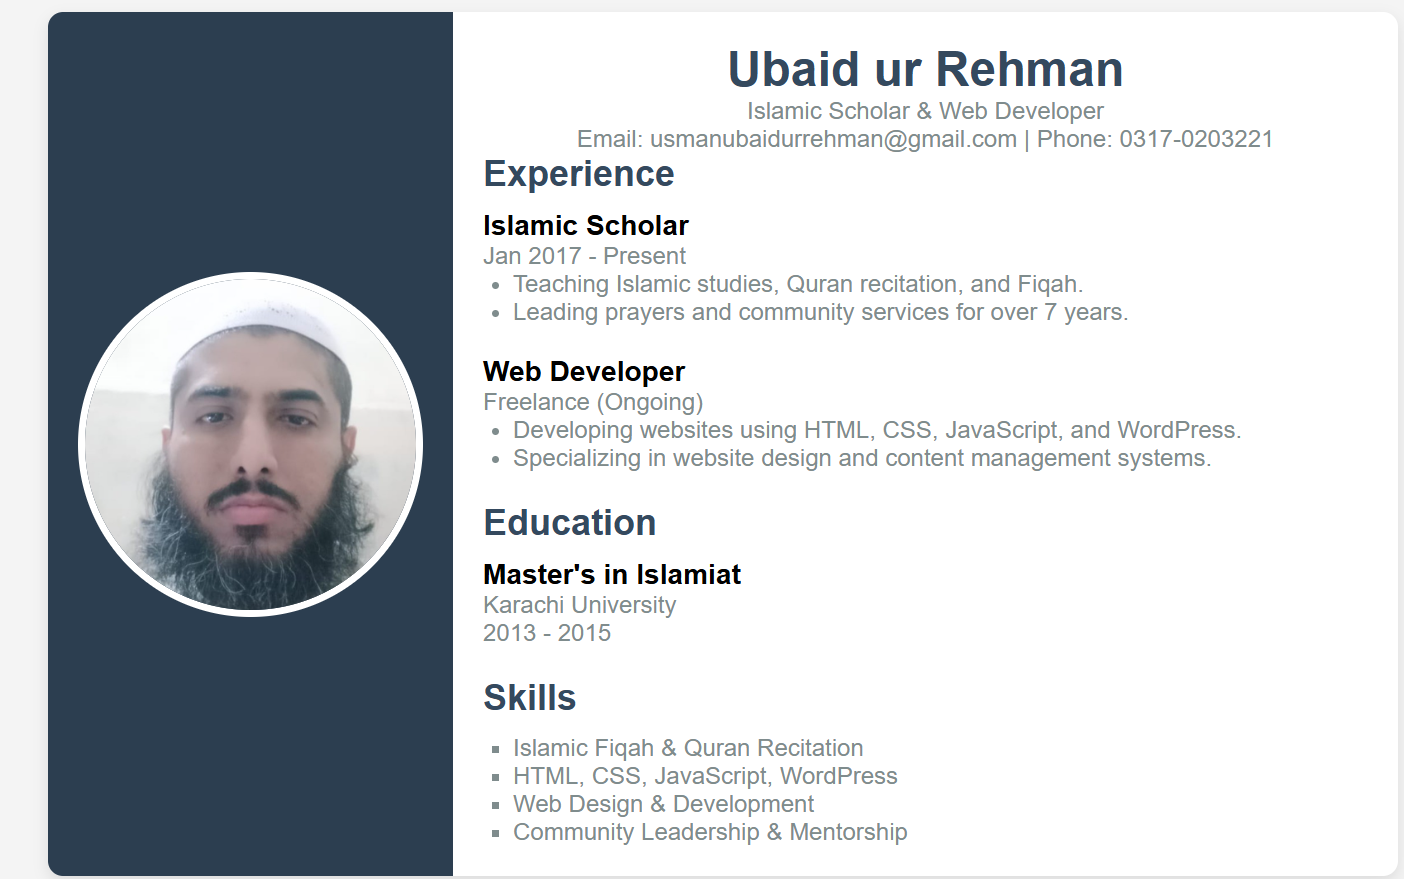 Ubaid ur Rehman
Islamic Scholar & Web Developer
Email: usmanubaidurrehman@gmail.com | Phone: 0317-0203221
Experience
Islamic Scholar
Jan 2017 - Present
Teaching Islamic studies, Quran recitation, and Fiqah.
Leading prayers and community services for over 7 years.
Web Developer
Freelance (Ongoing)
Developing websites using HTML, CSS, JavaScript, and WordPress.
Specializing in website design and content management systems.
Education
Master's in Islamiat
Karachi University
2013 - 2015
Skills
Islamic Fiqah & Quran Recitation
HTML, CSS, JavaScript, WordPress
Web Design & Development
Community Leadership & Mentorship